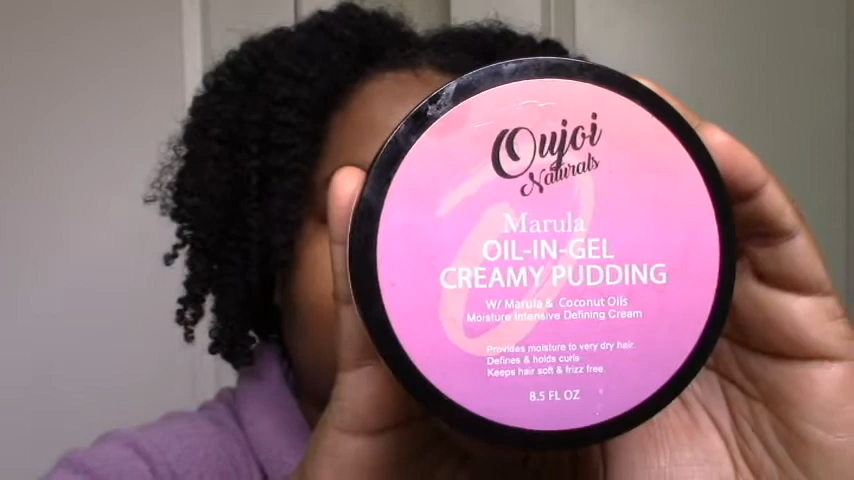 Oujoi
Naturals
Marula
OIL-IN-GEL
CREAMY PUDDING
W/ Marula & Coconut Oils
Moisture Intensive Defining Cream
Provides moisture to very dry hair.
Defines & holds curls
Keeps hair soft & frizz free.
8.5 FL OZ